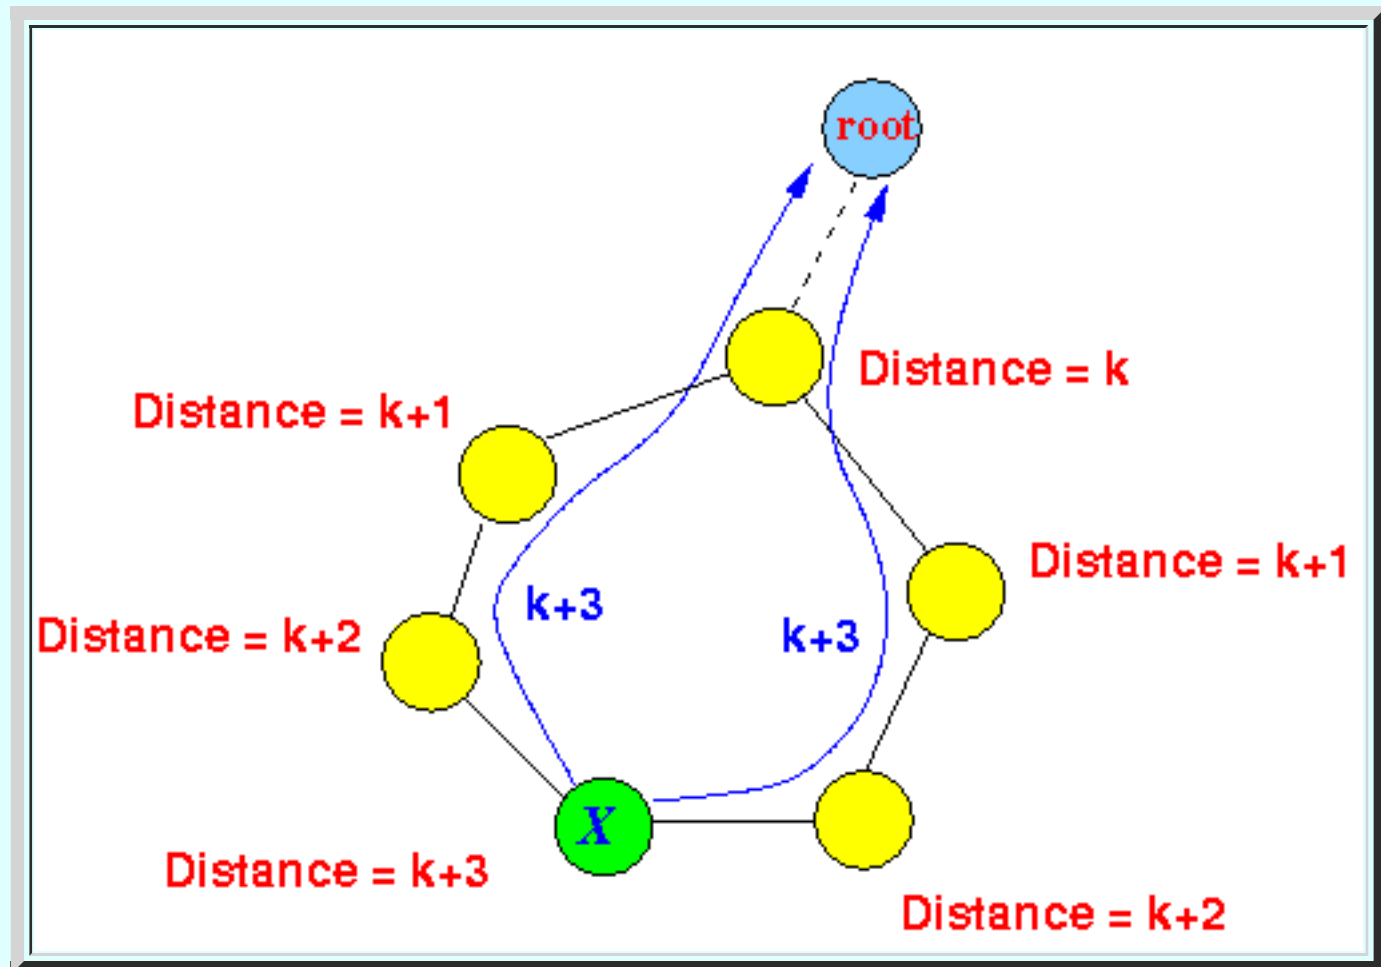 root
Distance = k
Distance = k+1
Distance = k+1
k+3
k+3
Distance = k+2
X
Distance = k+3
Distance = k+2